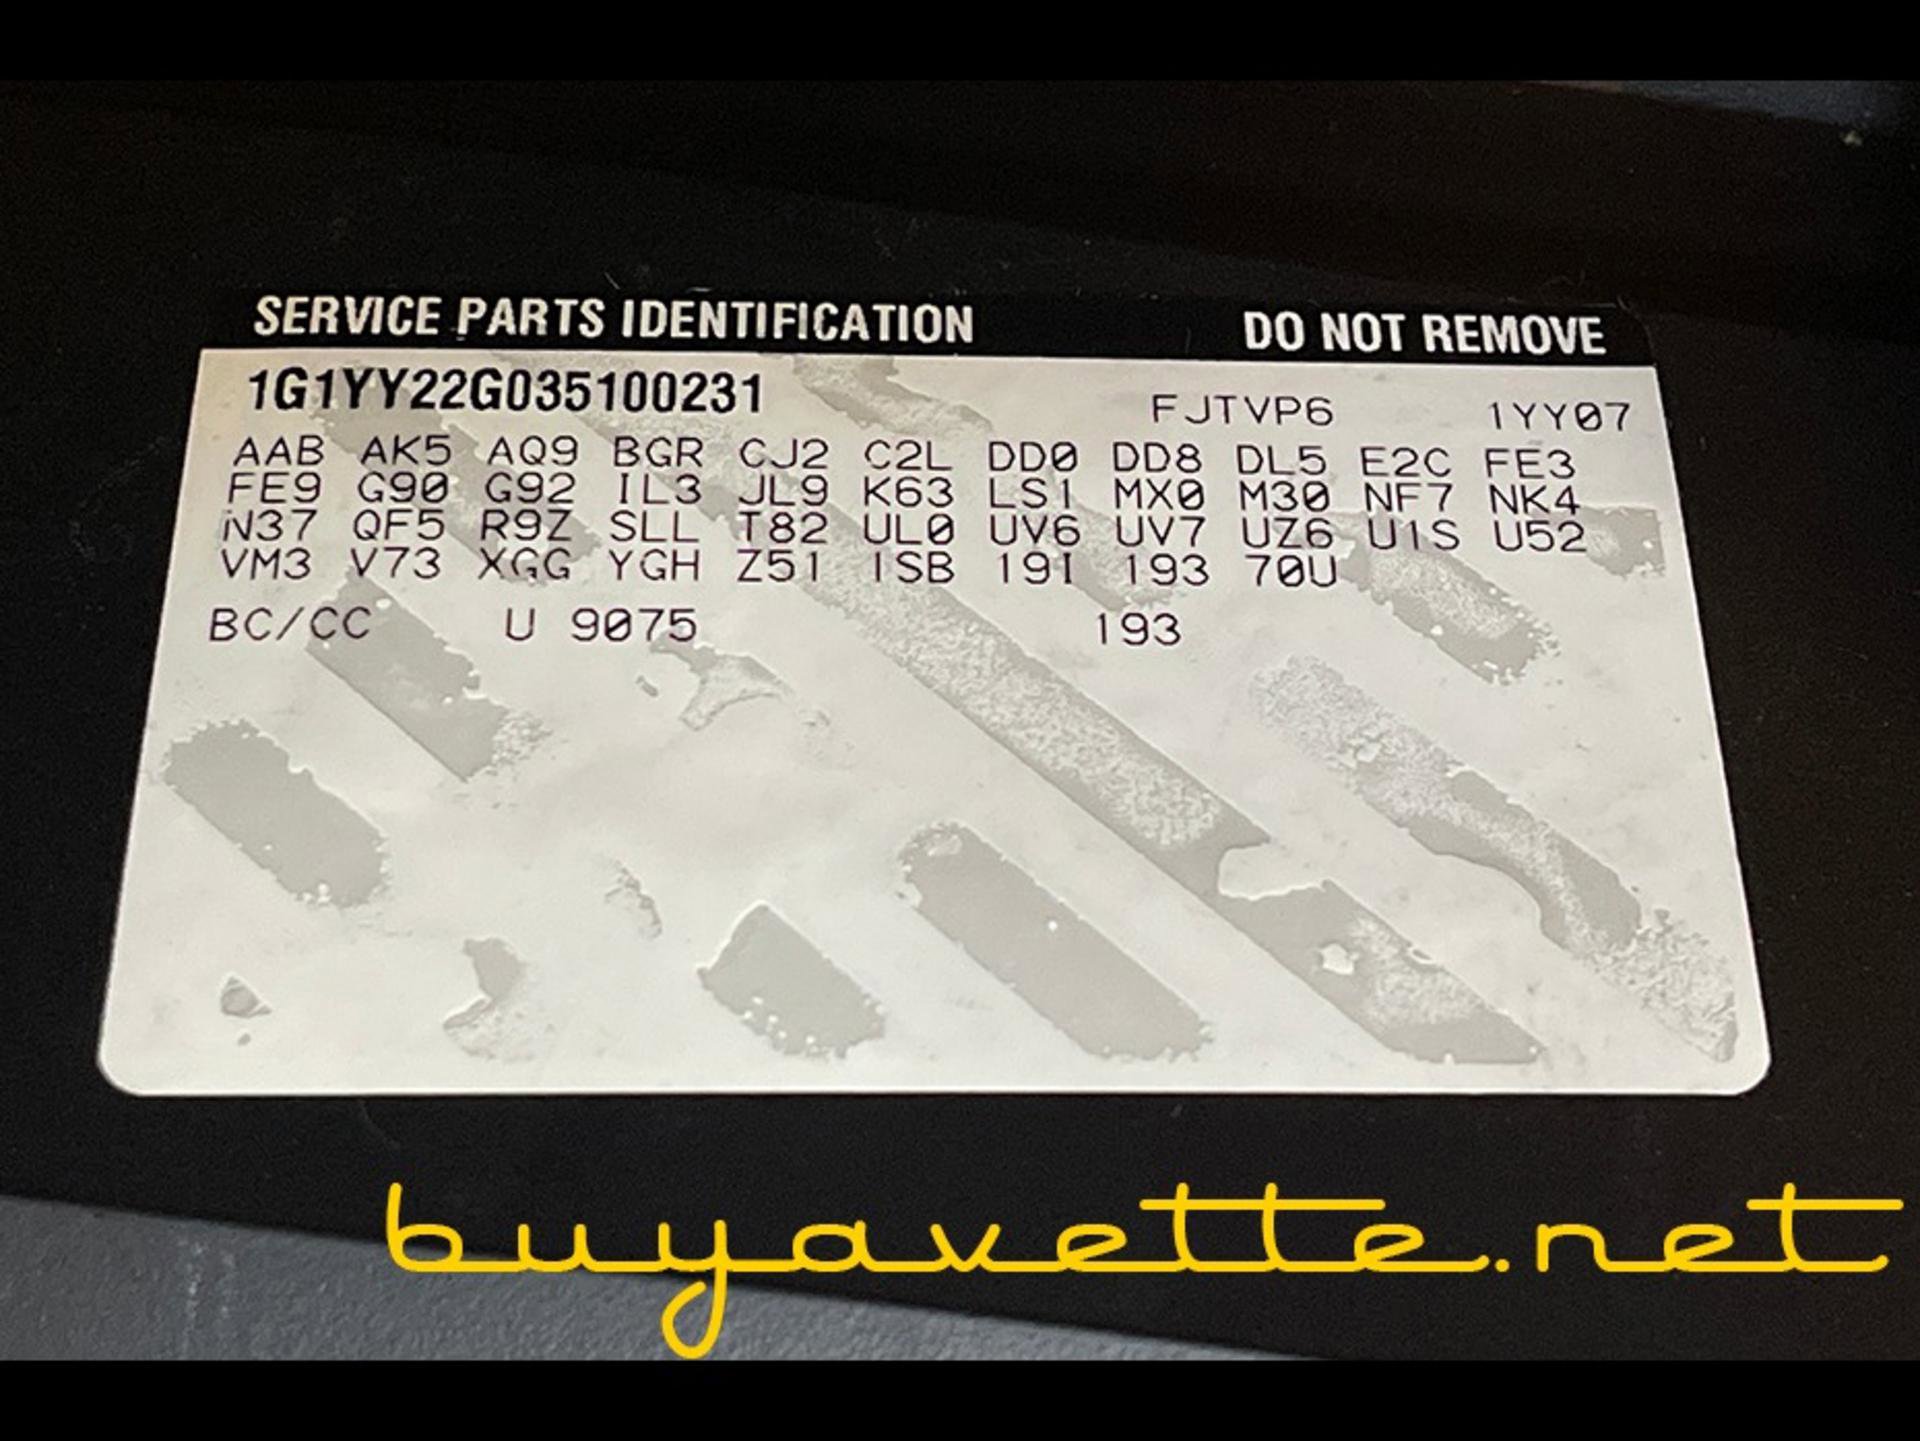 SERVICE PARTS IDENTIFICATION DO NOT REMOVE
1G1YY22G035100231 FJTVP6 1YY07
AAB AK5 AQ9 BGR CJ2 C2L DD0 DD8 DL5 E2C FE3
FE9 G90 G92 IL3 JL9 K63 LS1 MX0 M30 NF7 NK4
N37 QF5 R9Z SLL T82 UL0 UV6 UV7 UZ6 U1S U52
VM3 V73 XGG YGH Z51 1SB 19I 193 70U
BC/CC U 9075 193
buyavette.net